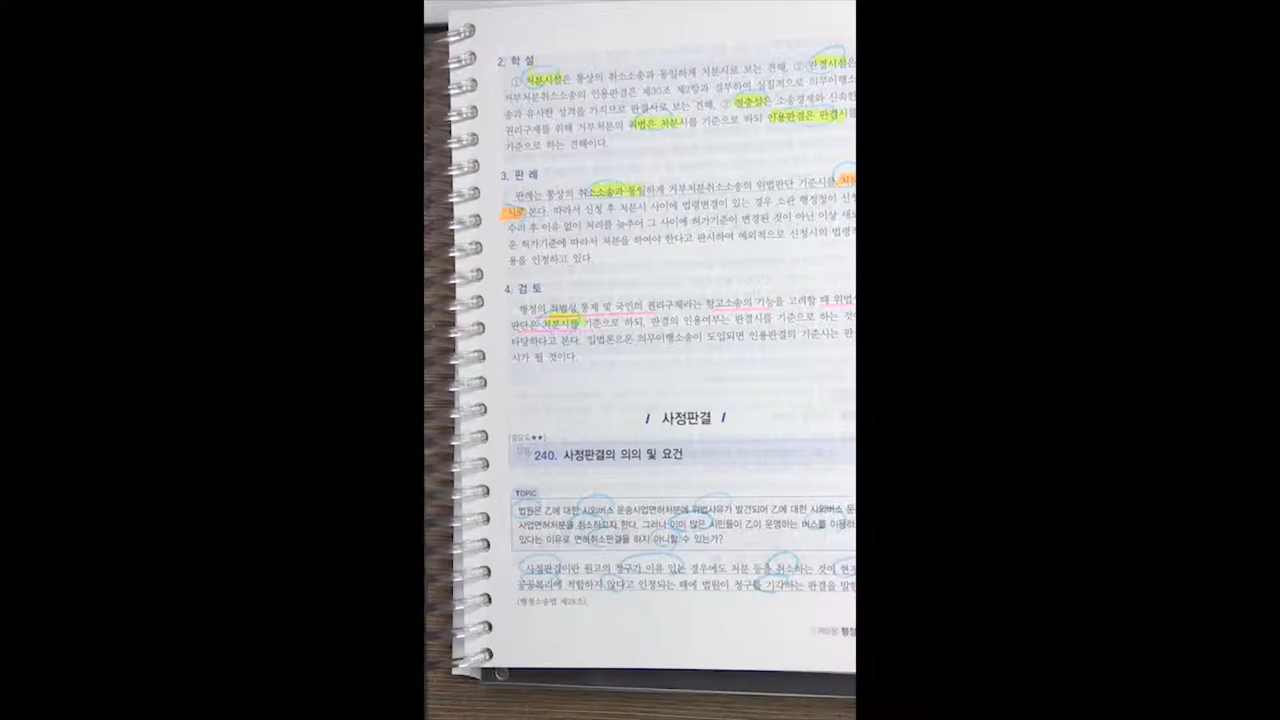 2. 학 설
① 처분시설은 통상의 취소소송과 동일하게 처분시로 보는 견해, ② 판결시설은
거부처분취소소송의 인용판결은 제30조 제2항과 결부하여 실질적으로 의무이행소
송과 유사한 성격을 가지므로 판결시로 보는 견해, ③ 절충설은 소송경제와 신속한
권리구제를 위해 거부처분의 위법은 처분시를 기준으로 하되 인용판결은 판결시를
기준으로 하는 견해이다.
3. 판 례
판례는 통상의 취소소송과 동일하게 거부처분취소소송의 위법판단 기준시를 처분
시로 본다. 따라서 신청 후 처분시 사이에 법령변경이 있는 경우 소관 행정청이 신청
수리 후 이유 없이 처리를 늦추어 그 사이에 허가기준이 변경된 것이 아닌 이상 새로
운 허가기준에 따라서 처분을 하여야 한다고 판시하여 예외적으로 신청시의 법령적
용을 인정하고 있다.
4. 검 토
행정의 적법성 통제 및 국민의 권리구제라는 항고소송의 기능을 고려할 때 위법
판단은 처분시를 기준으로 하되, 판결의 인용여부는 판결시를 기준으로 하는 것
타당하다고 본다. 입법론으론 의무이행소송이 도입되면 인용판결의 기준시는 판
시가 될 것이다.
/ 사정판결 /
[중요도★★]
240. 사정판결의 의의 및 요건
TOPIC
법원은 乙에 대한 시외버스 운송사업면허처분에 위법사유가 발견되어 乙에 대한 시외버스 운
사업면허처분을 취소하고자 한다. 그러나 이미 많은 시민들이 乙이 운영하는 버스를 이용하
있다는 이유로 면허취소판결을 하지 아니할 수 있는가?
사정판결이란 원고의 청구가 이유 있는 경우에도 처분 등을 취소하는 것이 현저
공공복리에 적합하지 않다고 인정되는 때에 법원이 청구를 기각하는 판결을 말한
(행정소송법 제28조).
제5장 행정